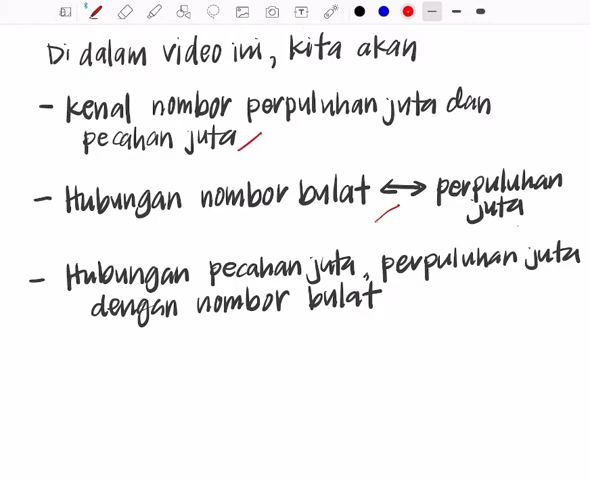 Di dalam video ini, kita akan
- Kenal nombor perpuluhan juta dan
pecahan juta
- Hubungan nombor bulat ↔ perpuluhan
juta
- Hubungan pecahan juta, perpuluhan juta
dengan nombor bulat